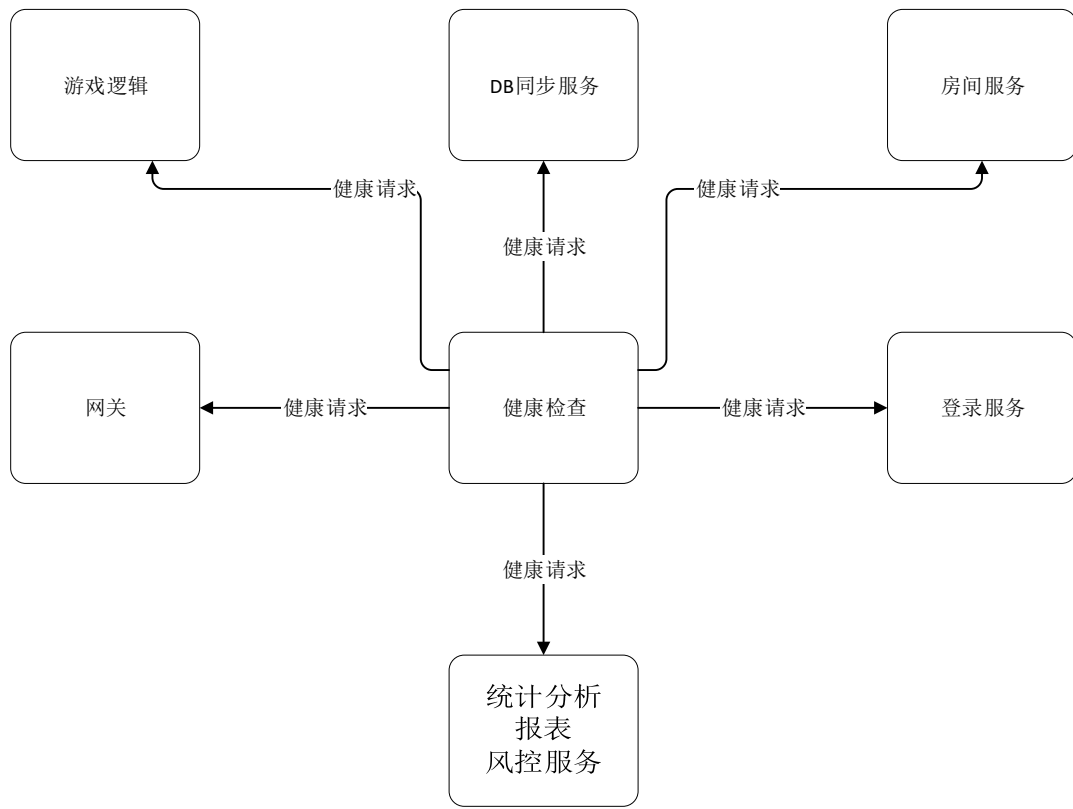 游戏逻辑
DB同步服务
房间服务
健康请求
健康请求
健康请求
网关
健康请求
健康检查
健康请求
登录服务
健康请求
统计分析
报表
风控服务